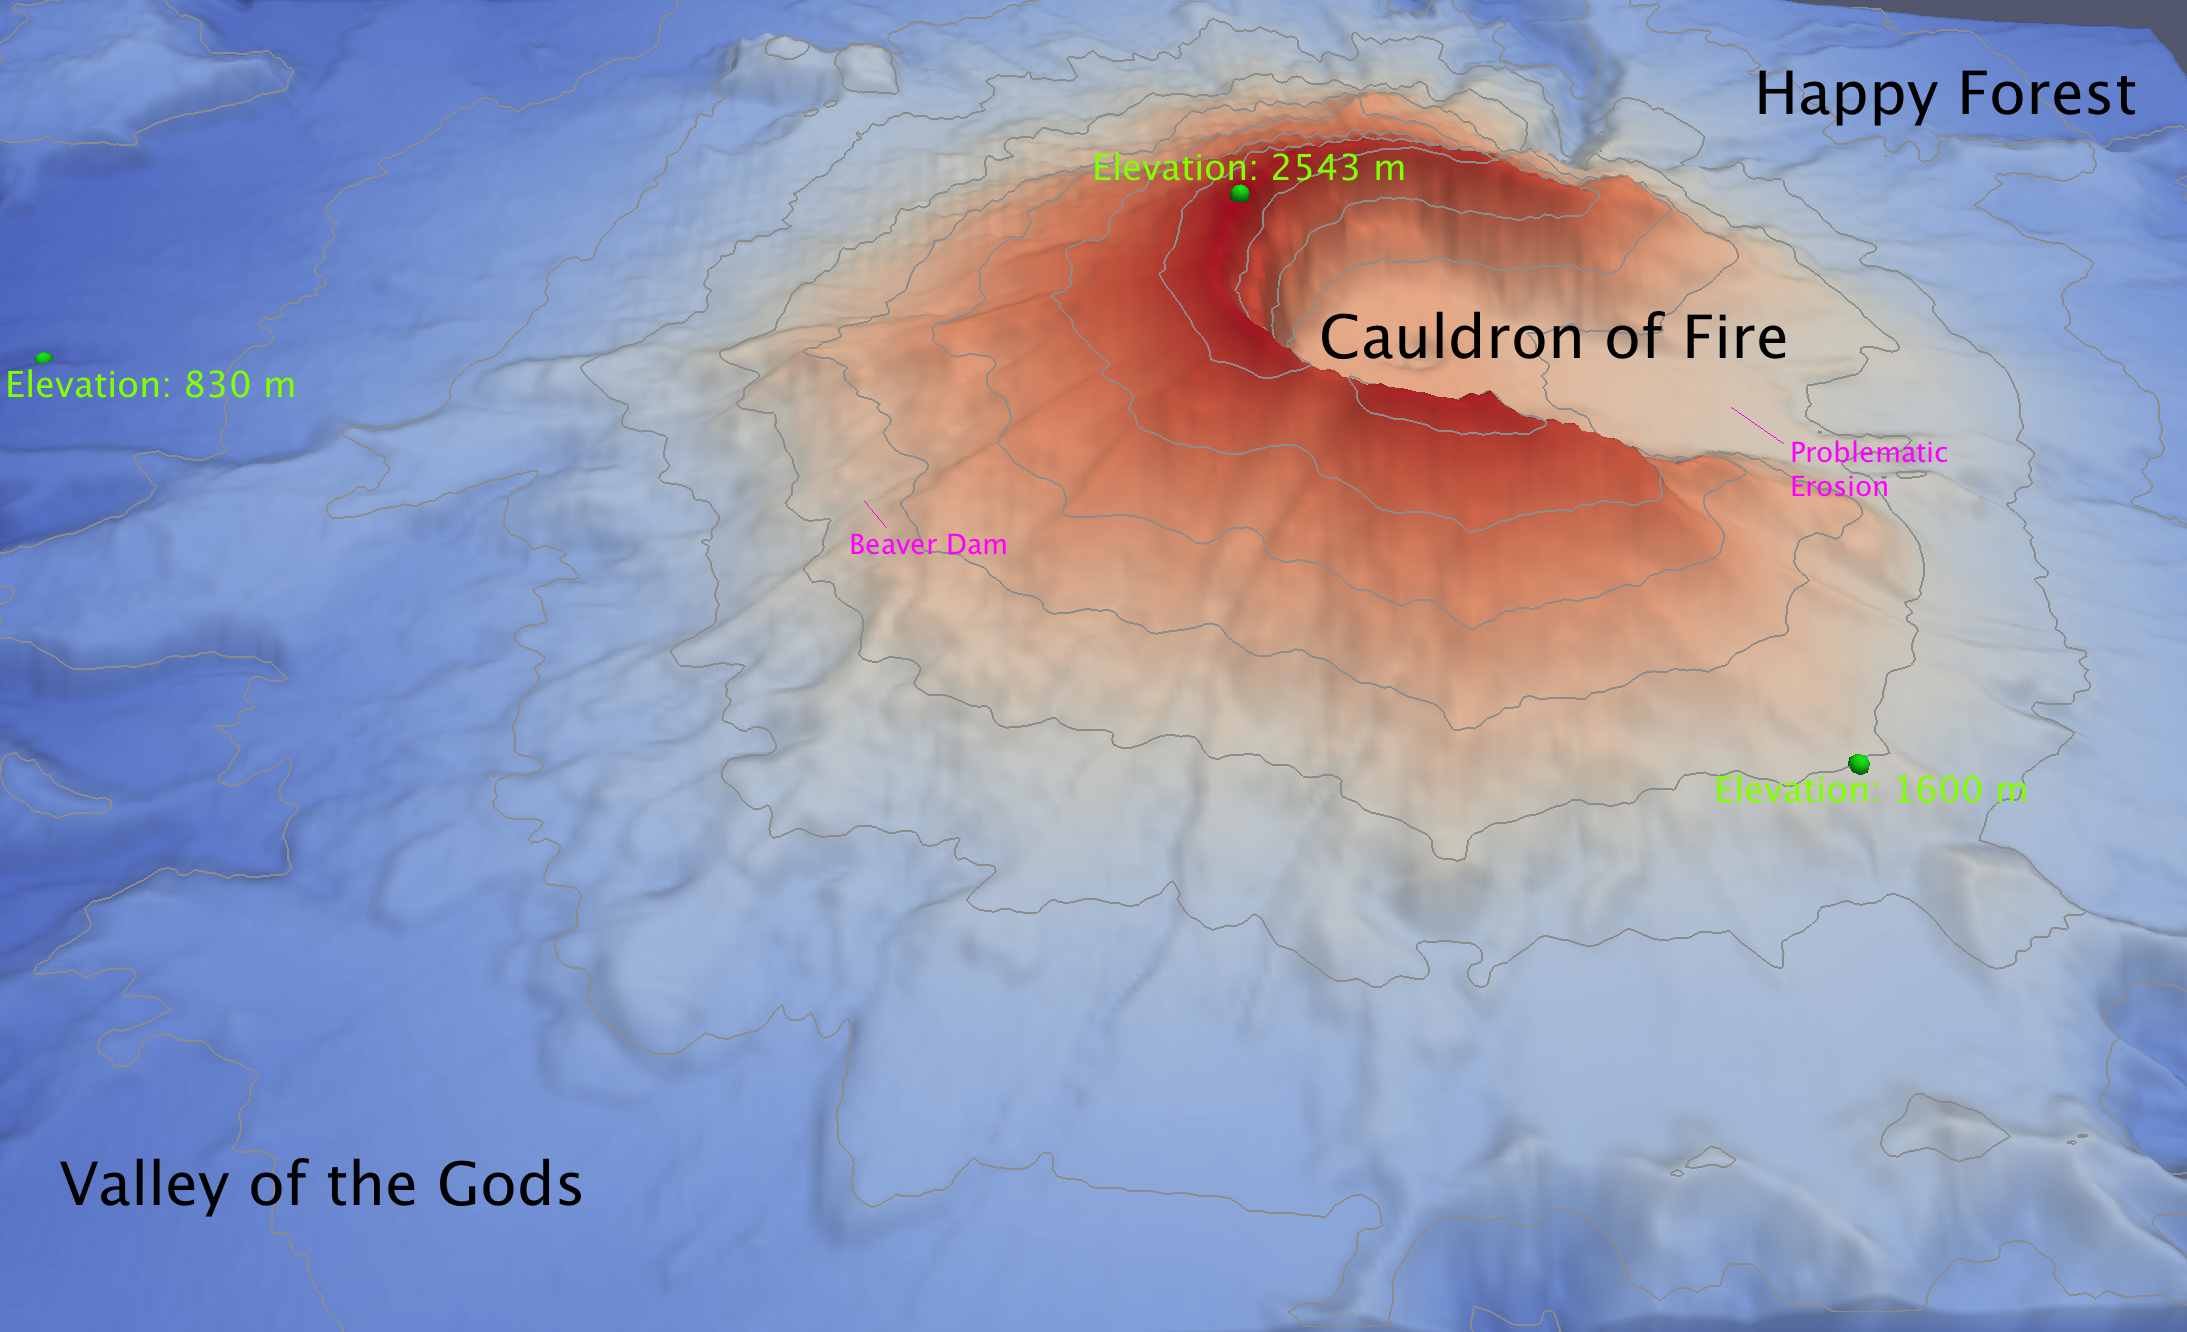 Happy Forest
Elevation: 2543 m
Cauldron of Fire
Elevation: 830 m
Problematic
Erosion
Beaver Dam
Elevation: 1600 m
Valley of the Gods